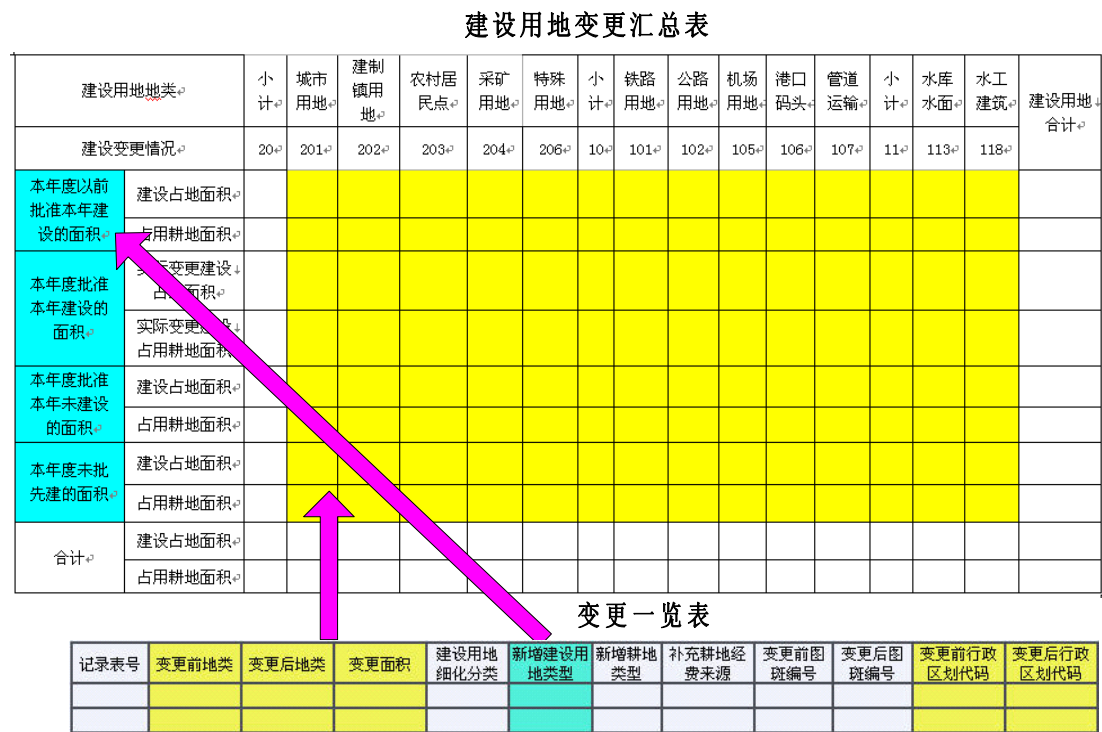 建设用地变更汇总表
建设用地地类
小计
城市用地
建制镇用地
农村居民点
采矿用地
特殊用地
小计
铁路用地
公路用地
机场用地
港口码头
管道运输
小计
水库水面
水工建筑
建设用地合计
建设变更情况
20
201
202
203
204
206
10
101
102
105
106
107
11
113
118
本年度以前
批准本年建
设的面积
建设占地面积
占用耕地面积
本年度批准
本年建设的
面积
实际变更建设
占地面积
实际变更建设
占用耕地面积
本年度批准
本年未建设
的面积
建设占地面积
占用耕地面积
本年度未批
先建的面积
建设占地面积
占用耕地面积
合计
建设占地面积
占用耕地面积
变更一览表
记录表号
变更前地类
变更后地类
变更面积
建设用地
细化分类
新增建设用
地类型
新增耕地
类型
补充耕地经
费来源
变更前图
斑编号
变更后图
斑编号
变更前行政
区划代码
变更后行政
区划代码